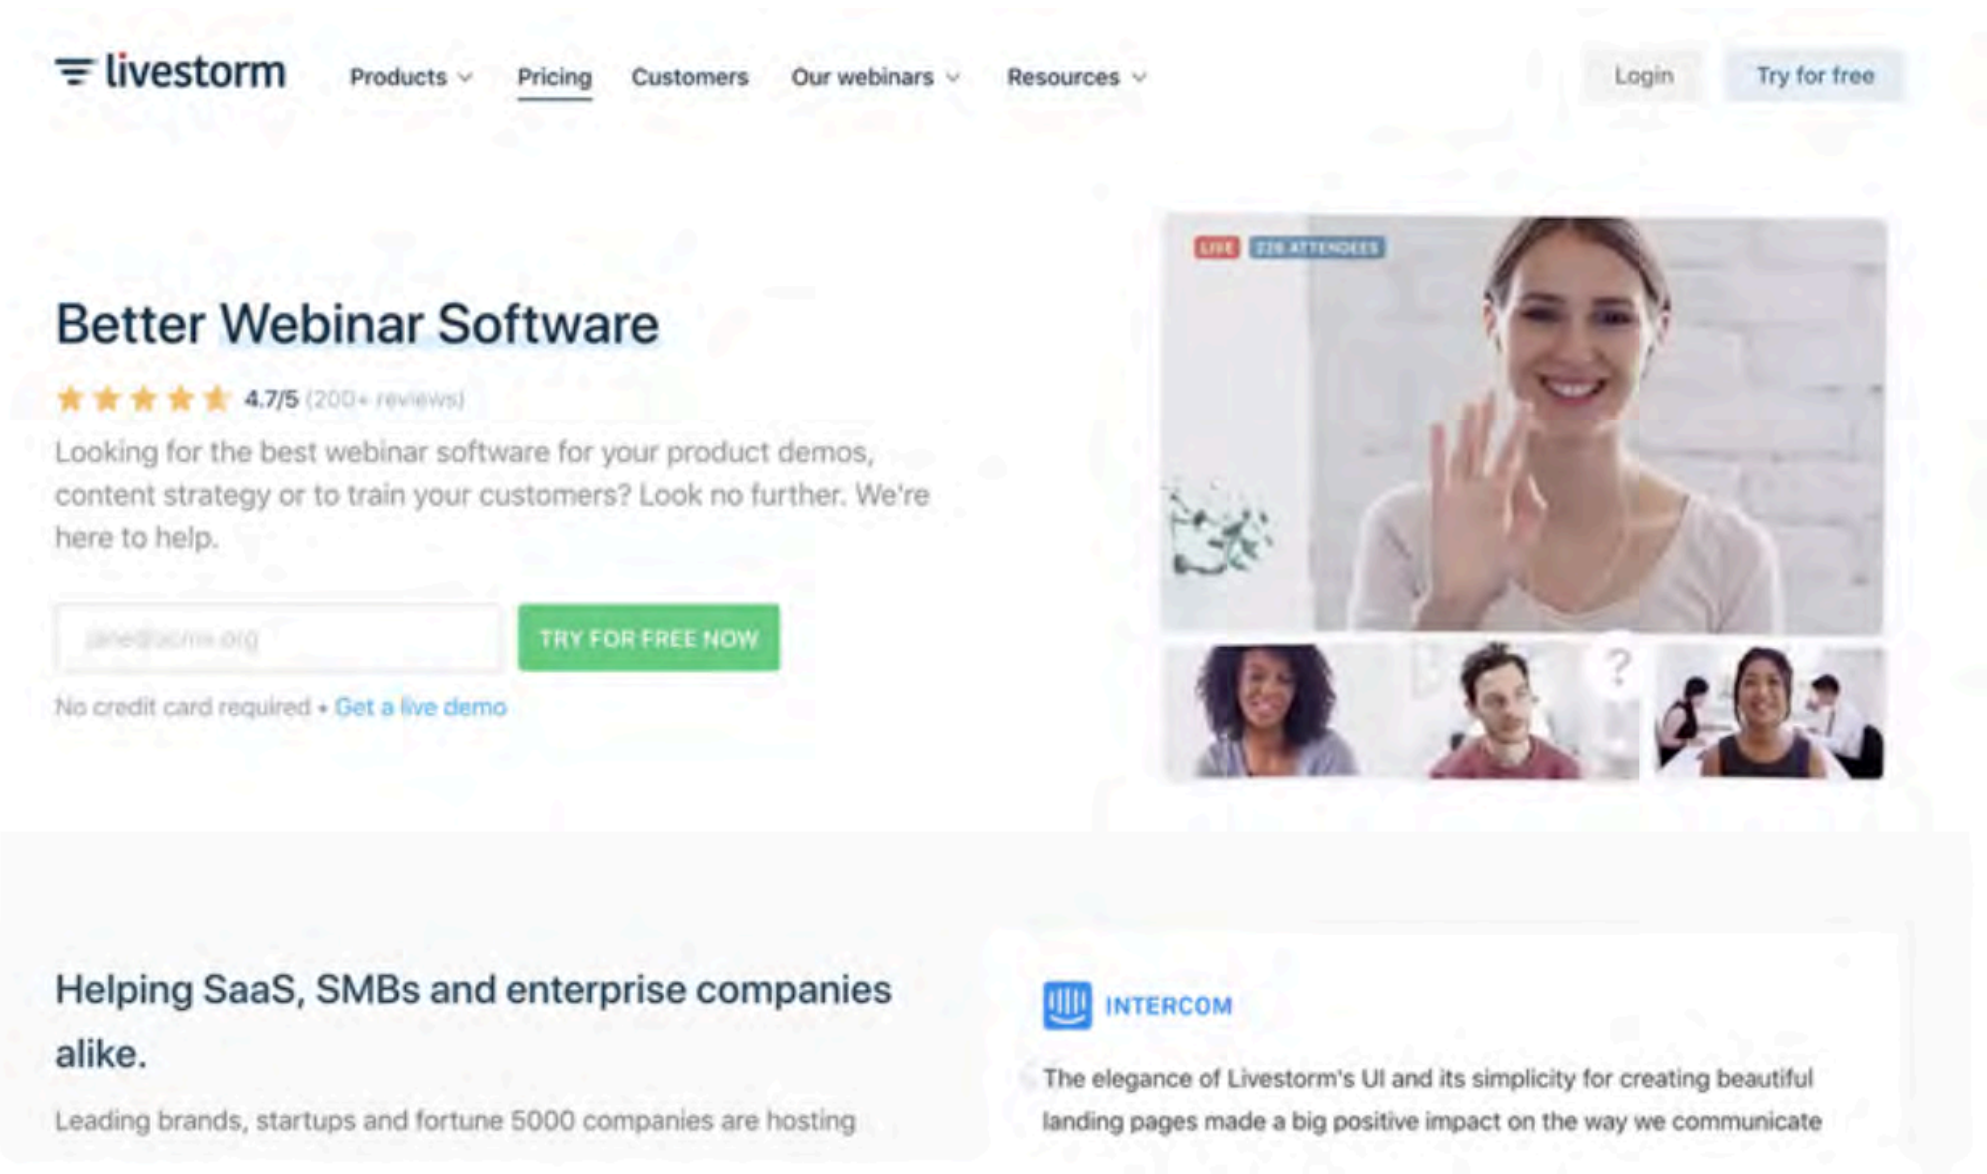 livestorm
Products
Pricing
Customers
Our webinars
Resources
Login
Try for free
LIVE
226 ATTENDEES
Better Webinar Software
4.7/5 (200+ reviews)
Looking for the best webinar software for your product demos,
content strategy or to train your customers? Look no further. We're
here to help.
jane@acme.org
TRY FOR FREE NOW
No credit card required • Get a live demo
?
Helping SaaS, SMBs and enterprise companies
alike.
Leading brands, startups and fortune 5000 companies are hosting
INTERCOM
The elegance of Livestorm's UI and its simplicity for creating beautiful
landing pages made a big positive impact on the way we communicate